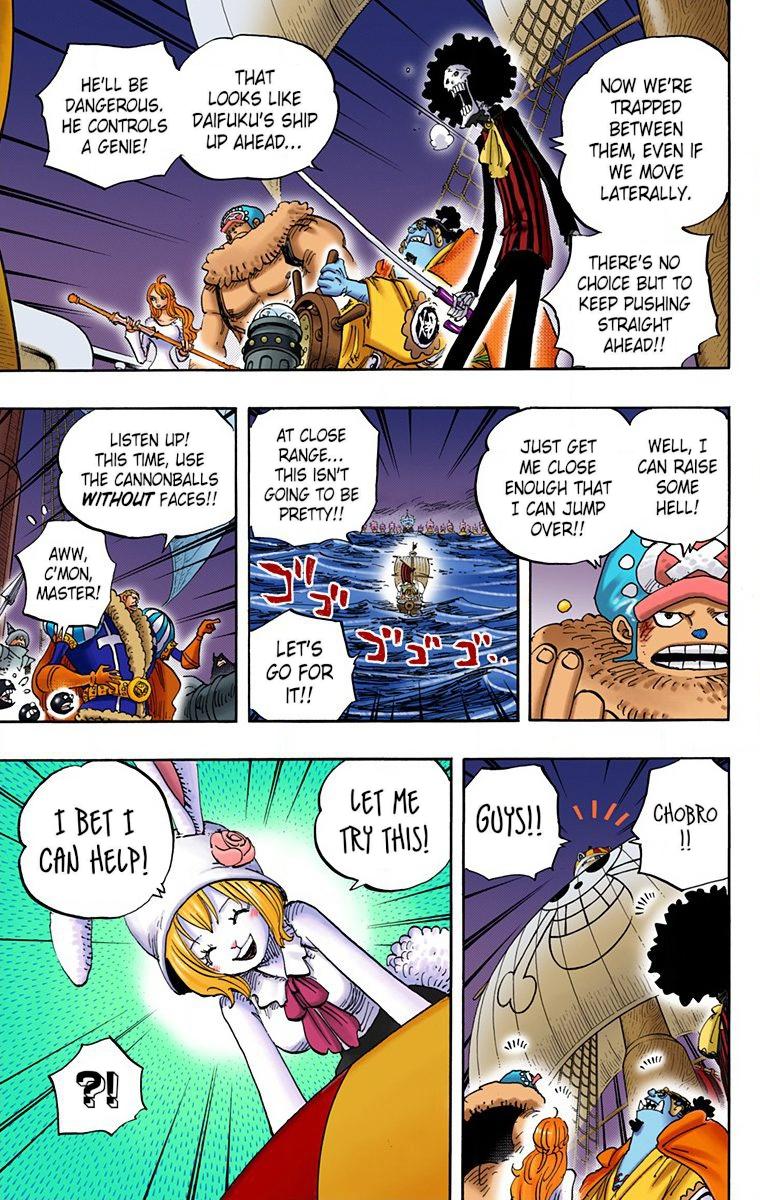 NOW WE'RE
TRAPPED
BETWEEN
THEM, EVEN IF
WE MOVE
LATERALLY.
THERE'S NO
CHOICE BUT TO
KEEP PUSHING
STRAIGHT
AHEAD!!
THAT
LOOKS LIKE
DAIFUKU'S SHIP
UP AHEAD...
HE'LL BE
DANGEROUS.
HE CONTROLS
A GENIE!
WELL, I
CAN RAISE
SOME
HELL!
JUST GET
ME CLOSE
ENOUGH THAT
I CAN JUMP
OVER!!
AT CLOSE
RANGE...
THIS ISN'T
GOING TO BE
PRETTY!!
ゴゴ
ゴゴ
ゴゴゴ..
LET'S
GO FOR
IT!!
LISTEN UP!
THIS TIME, USE
THE CANNONBALLS
WITHOUT FACES!!
AWW,
C'MON,
MASTER!
CHOBRO
!!
GUYS!!
LET ME
TRY THIS!
I BET I
CAN HELP!
?!